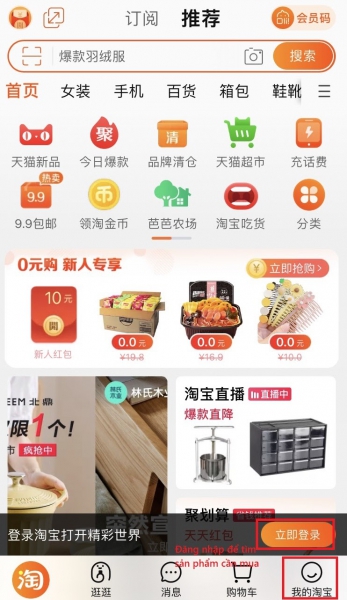 订阅 推荐
会员码
爆款羽绒服 搜索
首页 女装 手机 百货 箱包 鞋靴
天猫新品 今日爆款 品牌清仓 天猫超市 充话费
聚 清
热卖
9.9
9.9包邮 领淘金币 芭芭农场 淘宝吃货 分类
0元购 新人专享 立即抢购>
10元
開
新人红包
0.0元 0.0元 0.0元
¥19.8 ¥16.9 ¥10.0
EEM 北鼎
林氏木业
限1个!
市 疯抢中
淘宝直播 直播中
爆款直降
聚划算
天天红包
登录淘宝打开精彩世界 立即登录
Đăng nhập để tìm
sản phẩm cần mua
淘 逛逛 消息 购物车 我的淘宝